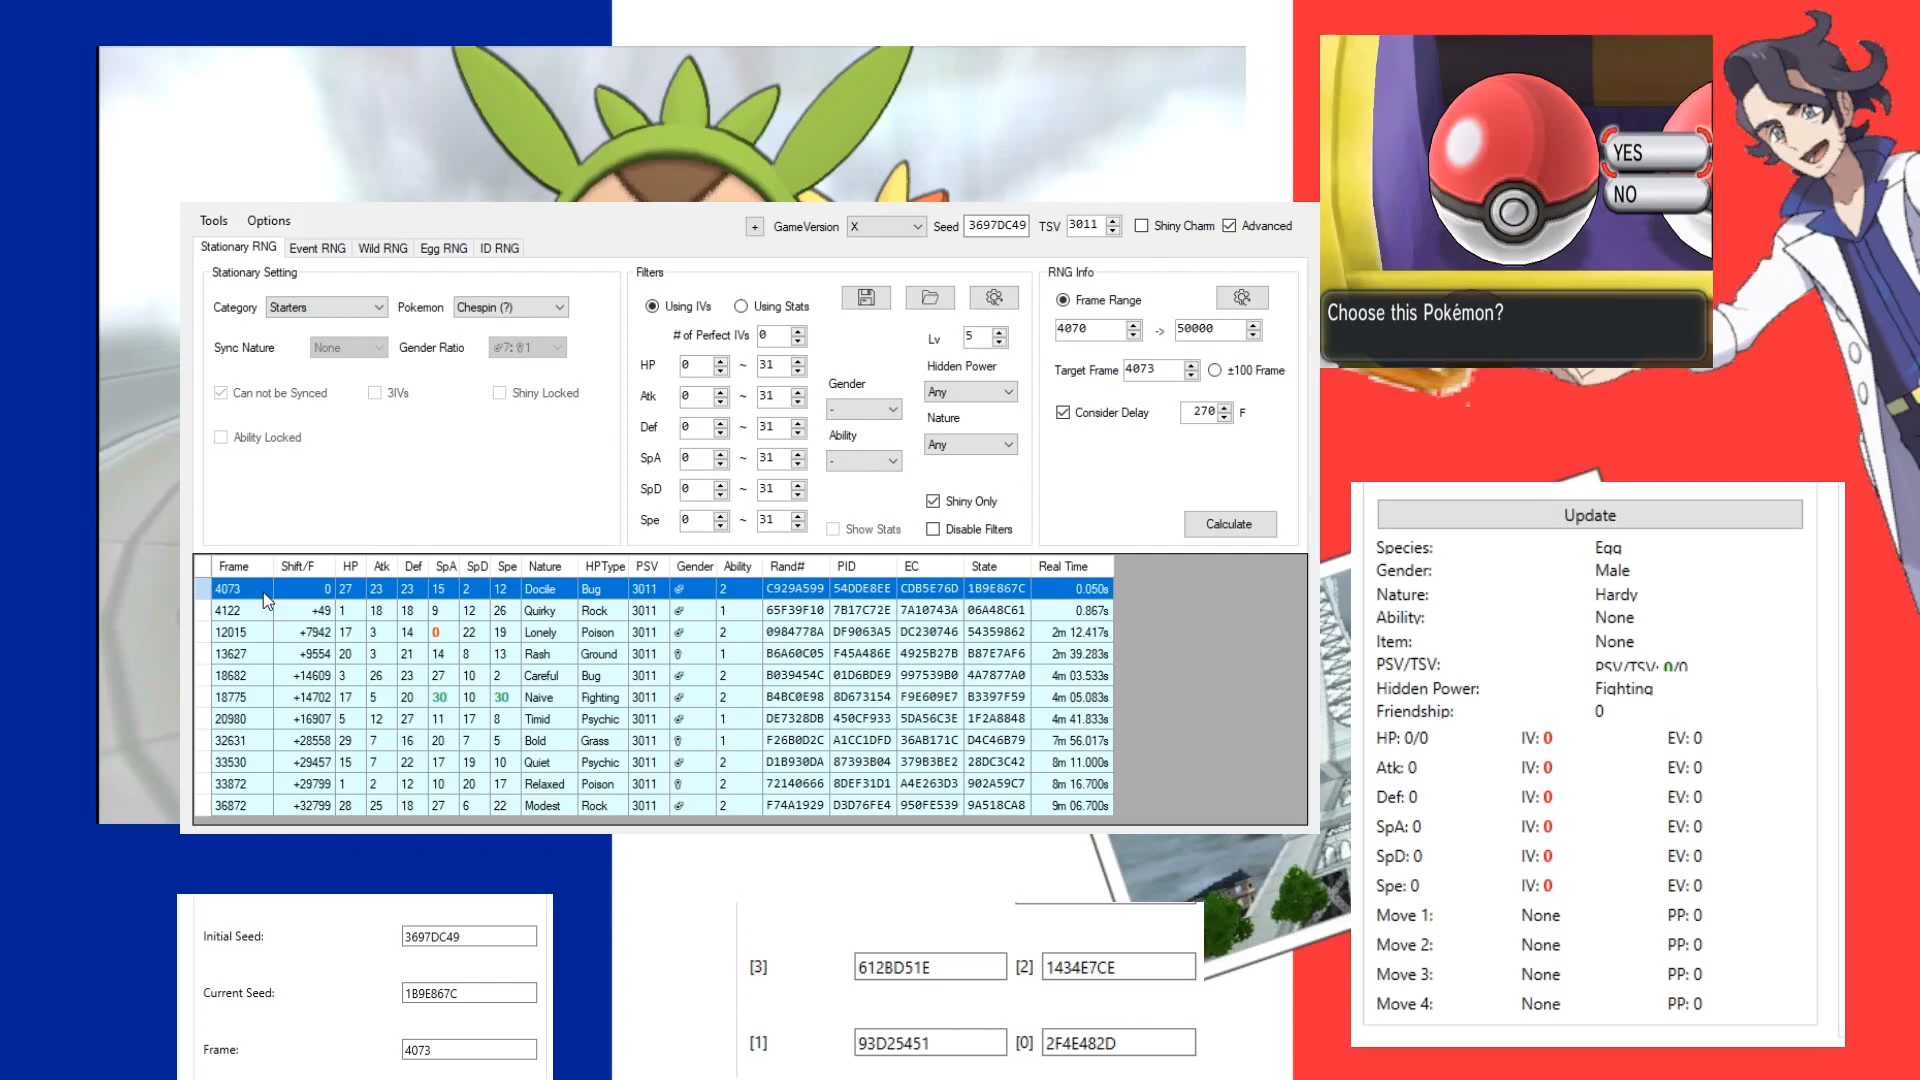 Tools Options
+ GameVersion X Seed 3697DC49 TSV 3011 Shiny Charm Advanced
Stationary RNG Event RNG Wild RNG Egg RNG ID RNG
Stationary Setting
Category Starters Pokemon Chespin (?)
Sync Nature None Gender Ratio ♂7:♀1
Can not be Synced 3IVs Shiny Locked
Ability Locked
Filters
Using IVs Using Stats
# of Perfect IVs 0
HP 0 ~ 31
Atk 0 ~ 31
Def 0 ~ 31
SpA 0 ~ 31
SpD 0 ~ 31
Spe 0 ~ 31
Gender
-
Ability
-
Show Stats
Lv 5
Hidden Power
Any
Nature
Any
Shiny Only
Disable Filters
RNG Info
Frame Range
4070 -> 50000
Target Frame 4073 ±100 Frame
Consider Delay 270 F
Calculate
Frame Shift/F HP Atk Def SpA SpD Spe Nature HPType PSV Gender Ability Rand# PID EC State Real Time
4073 0 27 23 23 15 2 12 Docile Bug 3011 ♂ 2 C929A599 54DDE8EE CDB5E76D 1B9E867C 0.050s
4122 +49 1 18 18 9 12 26 Quirky Rock 3011 ♂ 1 65F39F10 7B17C72E 7A10743A 06A48C61 0.867s
12015 +7942 17 3 14 0 22 19 Lonely Poison 3011 ♂ 2 0984778A DF9063A5 DC230746 54359862 2m 12.417s
13627 +9554 20 3 21 14 8 13 Rash Ground 3011 ♀ 1 B6A60C05 F45A486E 4925B27B B87E7AF6 2m 39.283s
18682 +14609 3 26 23 27 10 2 Careful Bug 3011 ♂ 2 B039454C 01D6BDE9 997539B0 4A7877A0 4m 03.533s
18775 +14702 17 5 20 30 10 30 Naive Fighting 3011 ♂ 2 B4BC0E98 8D673154 F9E609E7 B3397F59 4m 05.083s
20980 +16907 5 12 27 11 17 8 Timid Psychic 3011 ♂ 2 DE7328DB 450CF933 5DA56C3E 1F2A8848 4m 41.833s
32631 +28558 29 7 16 20 7 5 Bold Grass 3011 ♀ 1 F26B0D2C A1CC1DFD 36AB171C D4C46B79 7m 56.017s
33530 +29457 15 7 22 17 19 10 Quiet Psychic 3011 ♂ 2 D1B930DA 87393B04 379B3BE2 28DC3C42 8m 11.000s
33872 +29799 1 2 12 10 20 17 Relaxed Poison 3011 ♀ 2 72140666 8DEF31D1 A4E263D3 902A59C7 8m 16.700s
36872 +32799 28 25 18 27 6 22 Modest Rock 3011 ♂ 2 F74A1929 D3D76FE4 950FE539 9A518CA8 9m 06.700s
YES
NO
Choose this Pokémon?
Update
Species: Egg
Gender: Male
Nature: Hardy
Ability: None
Item: None
PSV/TSV: PSV/TSV: 0/0
Hidden Power: Fighting
Friendship: 0
HP: 0/0 IV: 0 EV: 0
Atk: 0 IV: 0 EV: 0
Def: 0 IV: 0 EV: 0
SpA: 0 IV: 0 EV: 0
SpD: 0 IV: 0 EV: 0
Spe: 0 IV: 0 EV: 0
Move 1: None PP: 0
Move 2: None PP: 0
Move 3: None PP: 0
Move 4: None PP: 0
Initial Seed: 3697DC49
Current Seed: 1B9E867C
Frame: 4073
[3] 612BD51E [2] 1434E7CE
[1] 93D25451 [0] 2F4E482D